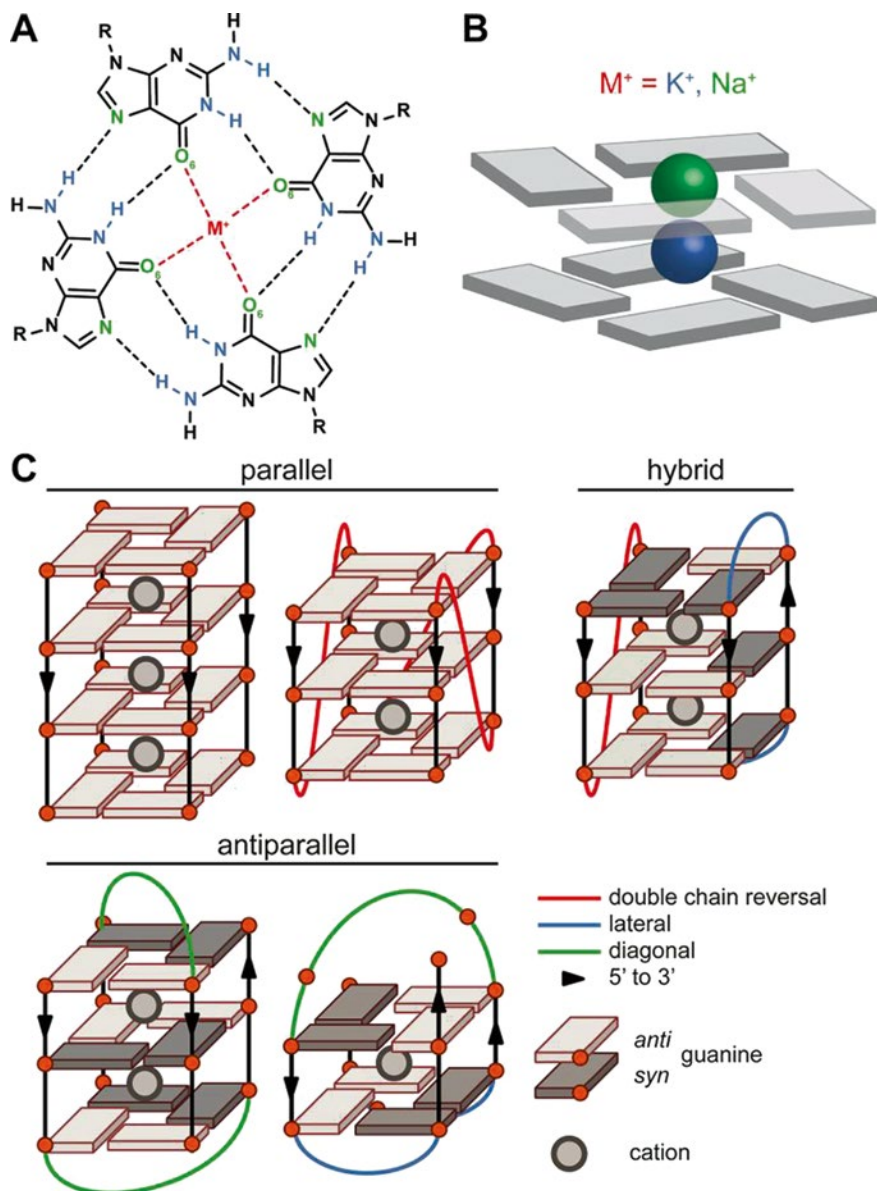 A
B
H
R
N
N
N
H
N
N
H
O6
N
N
R
H
O6
N
H
N
H
N
M+
N
N
H
N
H
N
O6
O6
H
R
N
N
H
N
N
H
N
N
N
H
R
M+ = K+, Na+
C
parallel
hybrid
antiparallel
double chain reversal
lateral
diagonal
5' to 3'
anti
syn
guanine
cation